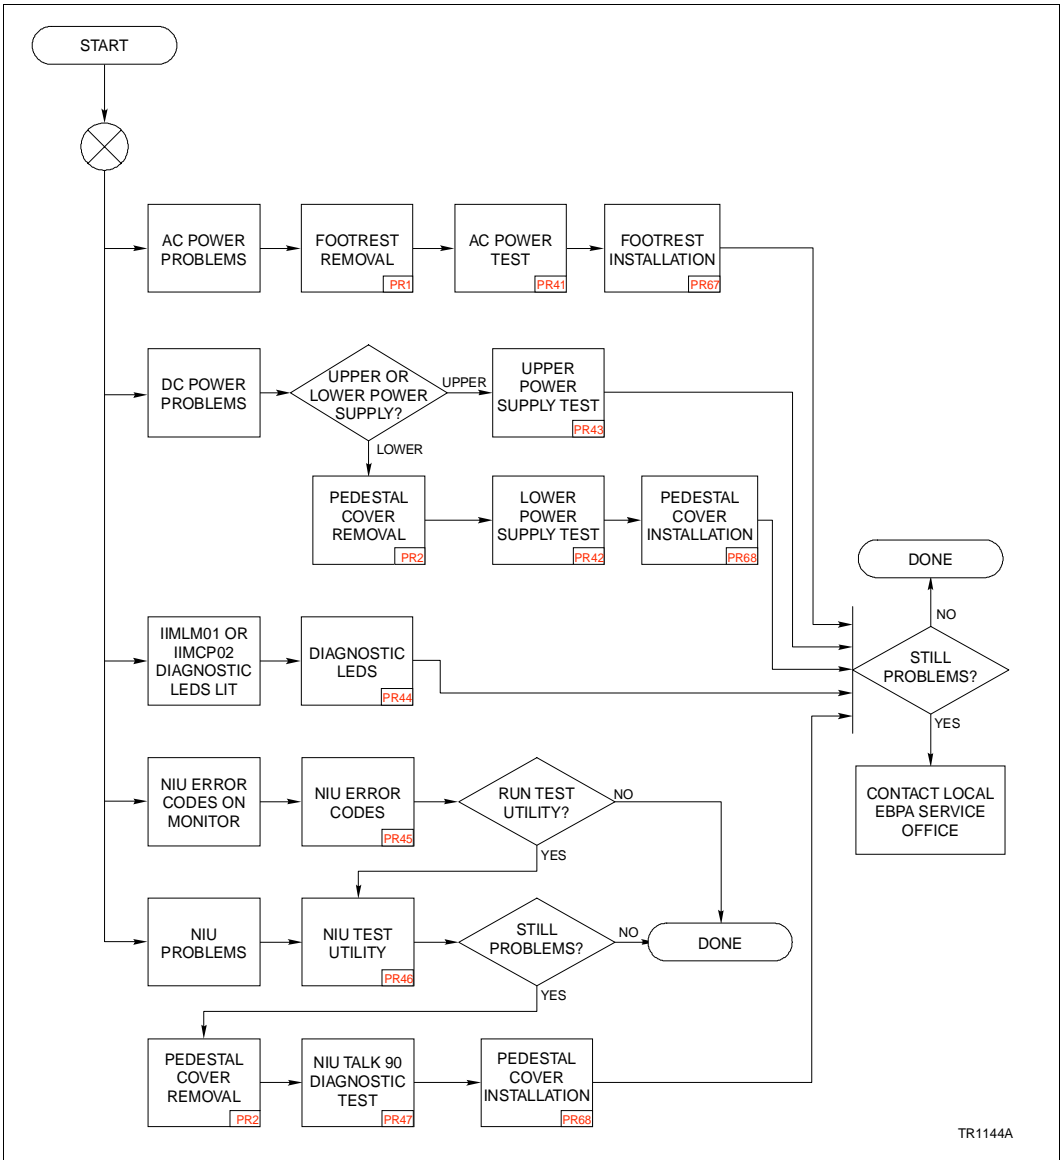 START
AC POWER
PROBLEMS
FOOTREST
REMOVAL
PR1
AC POWER
TEST
PR41
FOOTREST
INSTALLATION
PR67
DC POWER
PROBLEMS
UPPER OR
LOWER POWER
SUPPLY?
UPPER
LOWER
UPPER
POWER
SUPPLY TEST
PR43
PEDESTAL
COVER
REMOVAL
PR2
LOWER
POWER
SUPPLY TEST
PR42
PEDESTAL
COVER
INSTALLATION
PR68
IIMLM01 OR
IIMCP02
DIAGNOSTIC
LEDS LIT
DIAGNOSTIC
LEDS
PR44
DONE
NO
STILL
PROBLEMS?
YES
CONTACT LOCAL
EBPA SERVICE
OFFICE
NIU ERROR
CODES ON
MONITOR
NIU ERROR
CODES
PR45
RUN TEST
UTILITY?
NO
YES
NIU
PROBLEMS
NIU TEST
UTILITY
PR46
STILL
PROBLEMS?
NO
YES
DONE
PEDESTAL
COVER
REMOVAL
PR2
NIU TALK 90
DIAGNOSTIC
TEST
PR47
PEDESTAL
COVER
INSTALLATION
PR68
TR1144A